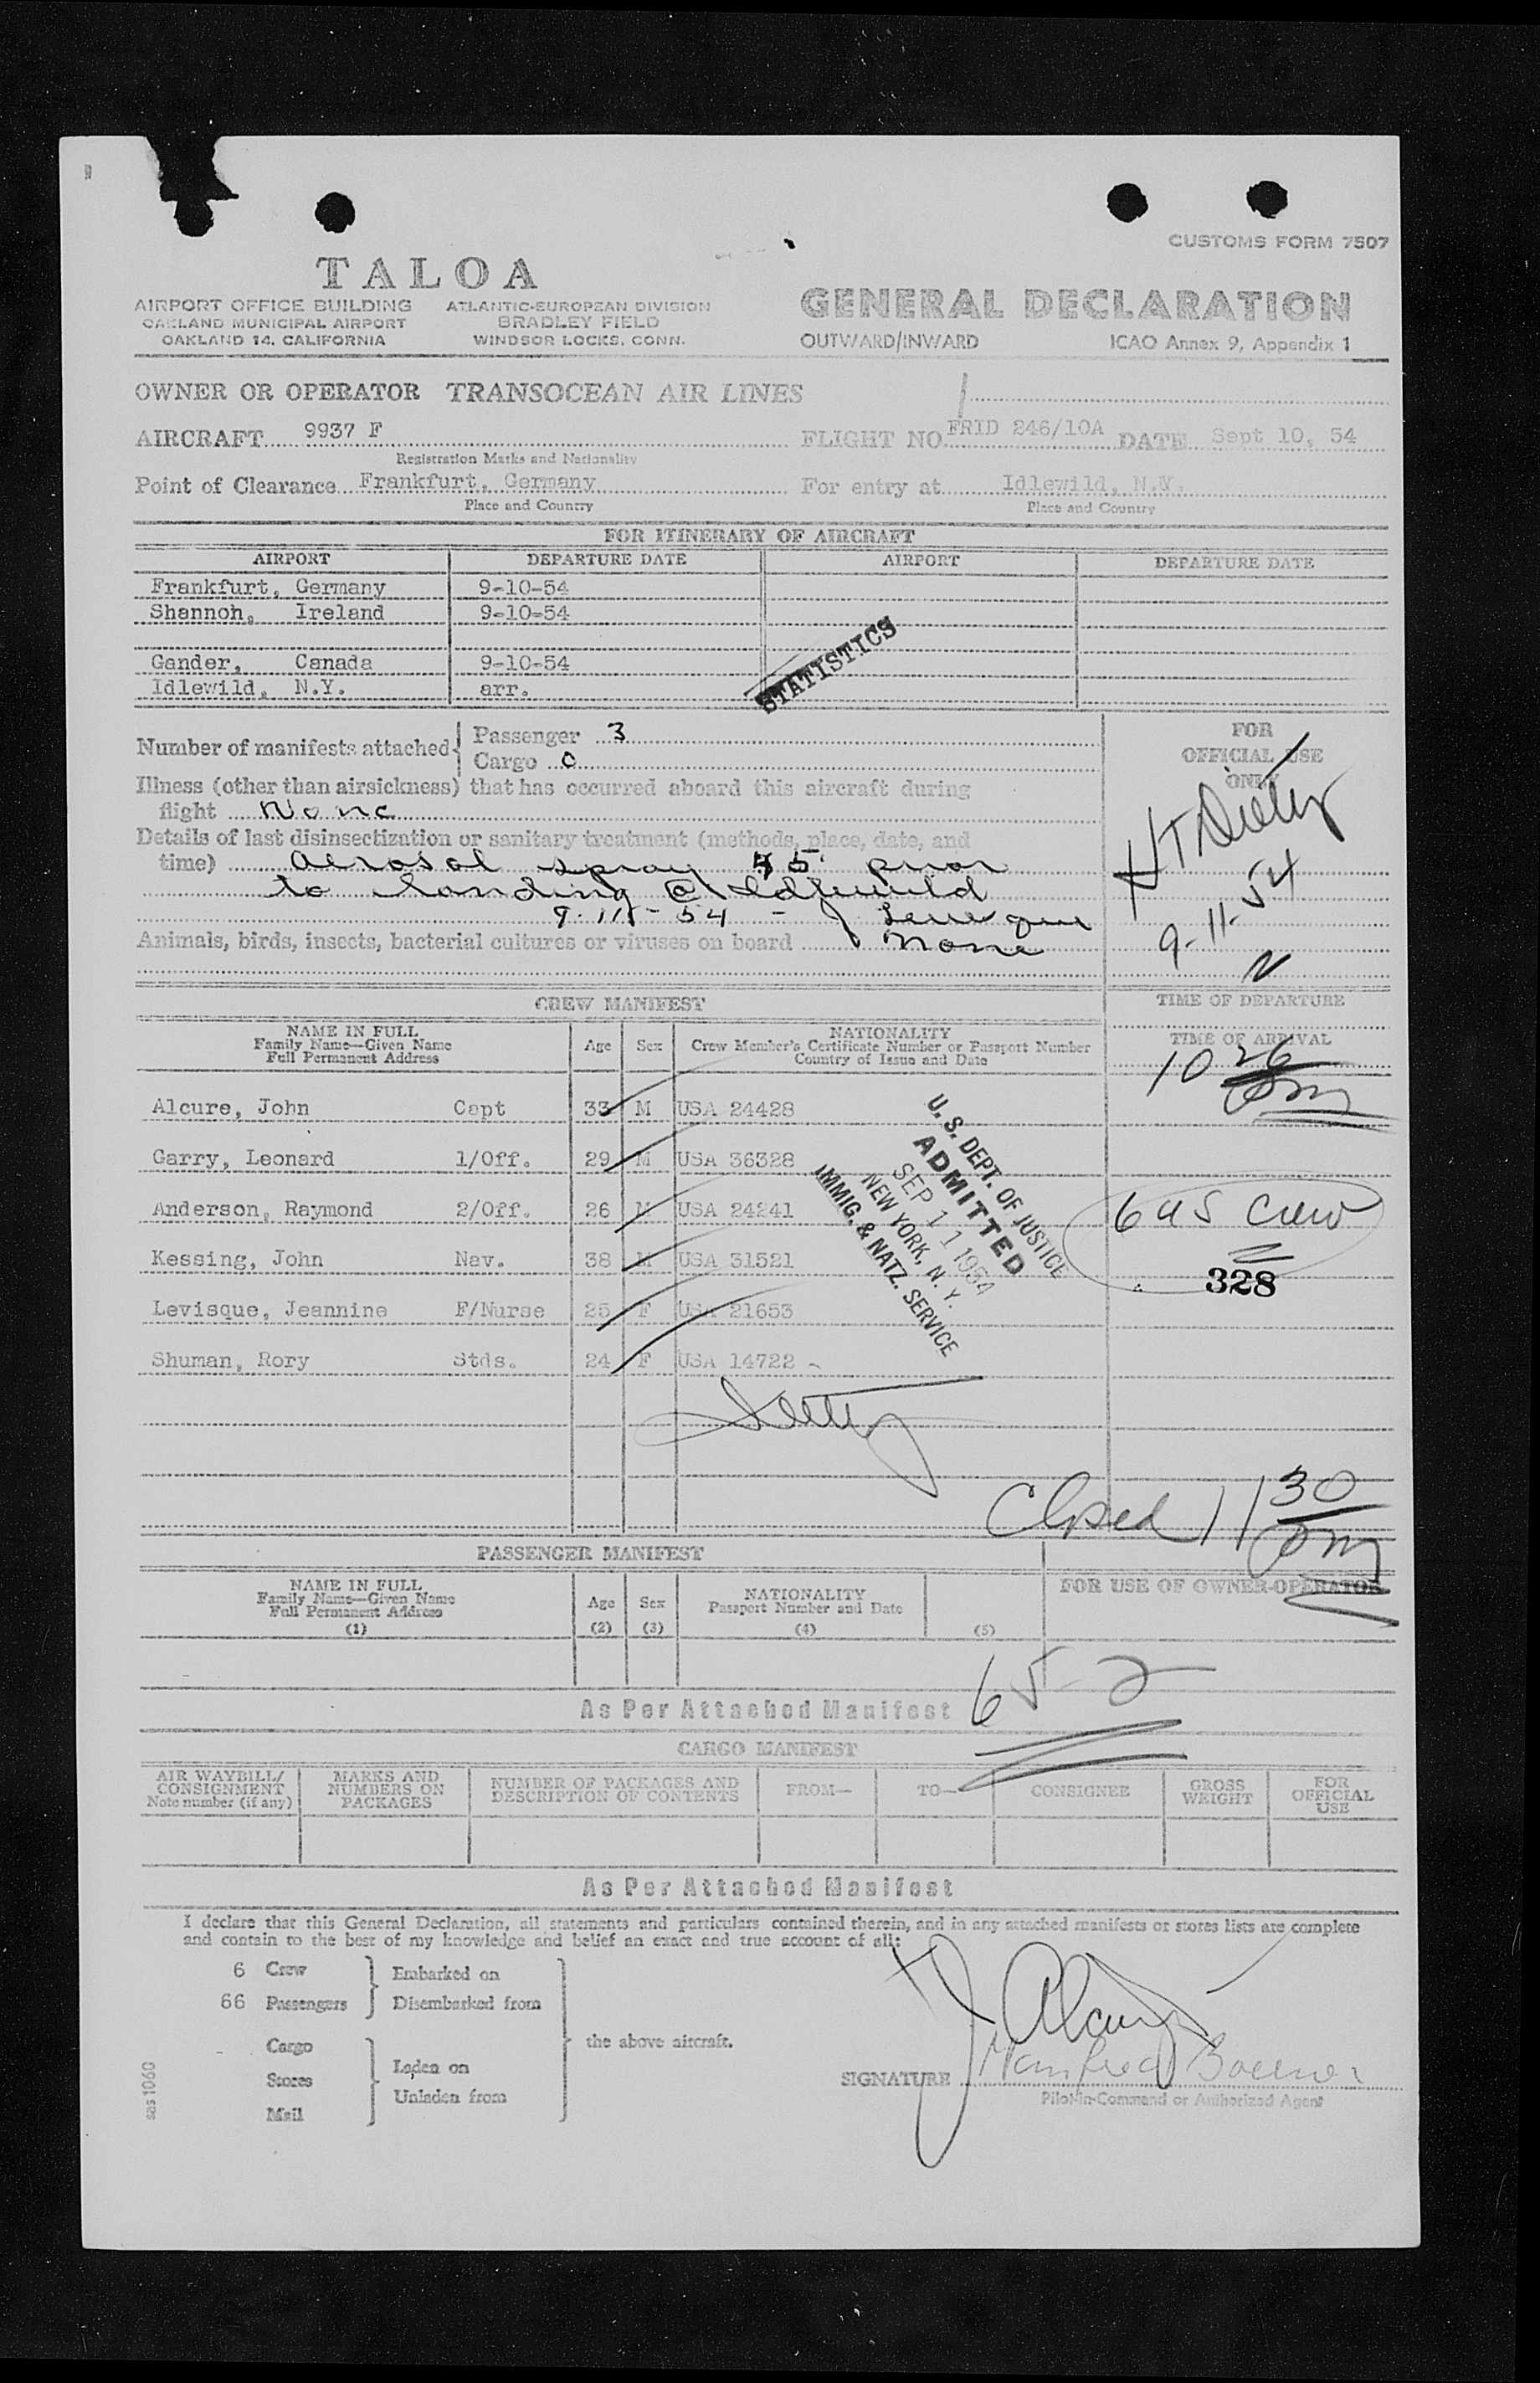 CUSTOMS FORM 7507
TALOA
AIRPORT OFFICE BUILDING
OAKLAND MUNICIPAL AIRPORT
OAKLAND 14, CALIFORNIA
ATLANTIC-EUROPEAN DIVISION
BRADLEY FIELD
WINDSOR LOCKS, CONN.
GENERAL DECLARATION
OUTWARD/INWARD ICAO Annex 9, Appendix 1
OWNER OR OPERATOR TRANSOCEAN AIR LINES
AIRCRAFT 9937 F FLIGHT NO. FRID 246/10A DATE Sept 10, 54
Registration Marks and Nationality
Point of Clearance Frankfurt, Germany For entry at Idlewild, N.Y.
Place and Country Place and Country
FOR ITINERARY OF AIRCRAFT
AIRPORT DEPARTURE DATE AIRPORT DEPARTURE DATE
Frankfurt, Germany 9-10-54
Shannon, Ireland 9-10-54
Gander, Canada 9-10-54
Idlewild, N.Y. arr.
STATISTICS
Number of manifests attached Passenger 3
Cargo 0
FOR
OFFICIAL USE
ONLY
Illness (other than airsickness) that has occurred aboard this aircraft during
flight None
Details of last disinsectization or sanitary treatment (methods, place, date, and
time) Aerosol spray 45' prior
to landing @ Idlewild
9-11-54 - J Leveque
Animals, birds, insects, bacterial cultures or viruses on board None
9-11-54
CREW MANIFEST
TIME OF DEPARTURE
TIME OF ARRIVAL
10 26
pm
NAME IN FULL
Family Name—Given Name
Full Permanent Address
Age Sex
NATIONALITY
Crew Member's Certificate Number or Passport Number
Country of Issue and Date
Alcure, John Capt 33 M USA 24428
Garry, Leonard 1/Off. 29 M USA 36328
Anderson, Raymond 2/Off. 26 M USA 24241
Kessing, John Nav. 38 M USA 31521
Levisque, Jeannine F/Nurse 25 F USA 21653
Shuman, Rory Stds. 24 F USA 14722
U. S. DEPT. OF JUSTICE
ADMITTED
SEP 11 1954
NEW YORK, N. Y.
IMMIG. & NATZ. SERVICE
6 US Crew
328
Closed 11 30
pm
PASSENGER MANIFEST
NAME IN FULL
Family Name—Given Name
Full Permanent Address
(1)
Age
(2)
Sex
(3)
NATIONALITY
Passport Number and Date
(4)
(5)
FOR USE OF OWNER-OPERATOR
65-2
As Per Attached Manifest
CARGO MANIFEST
AIR WAYBILL/
CONSIGNMENT
Note number (if any)
MARKS AND
NUMBERS ON
PACKAGES
NUMBER OF PACKAGES AND
DESCRIPTION OF CONTENTS
FROM—
TO—
CONSIGNEE
GROSS
WEIGHT
FOR
OFFICIAL
USE
As Per Attached Manifest
I declare that this General Declaration, all statements and particulars contained therein, and in any attached manifests or stores lists are complete
and contain to the best of my knowledge and belief an exact and true account of all:
6 Crew Embarked on
66 Passengers Disembarked from
the above aircraft.
Cargo
Stores Laden on
Mail Unladen from
J Alcure
SIGNATURE Manfred
Pilot-in-Command or Authorized Agent
sas 1060